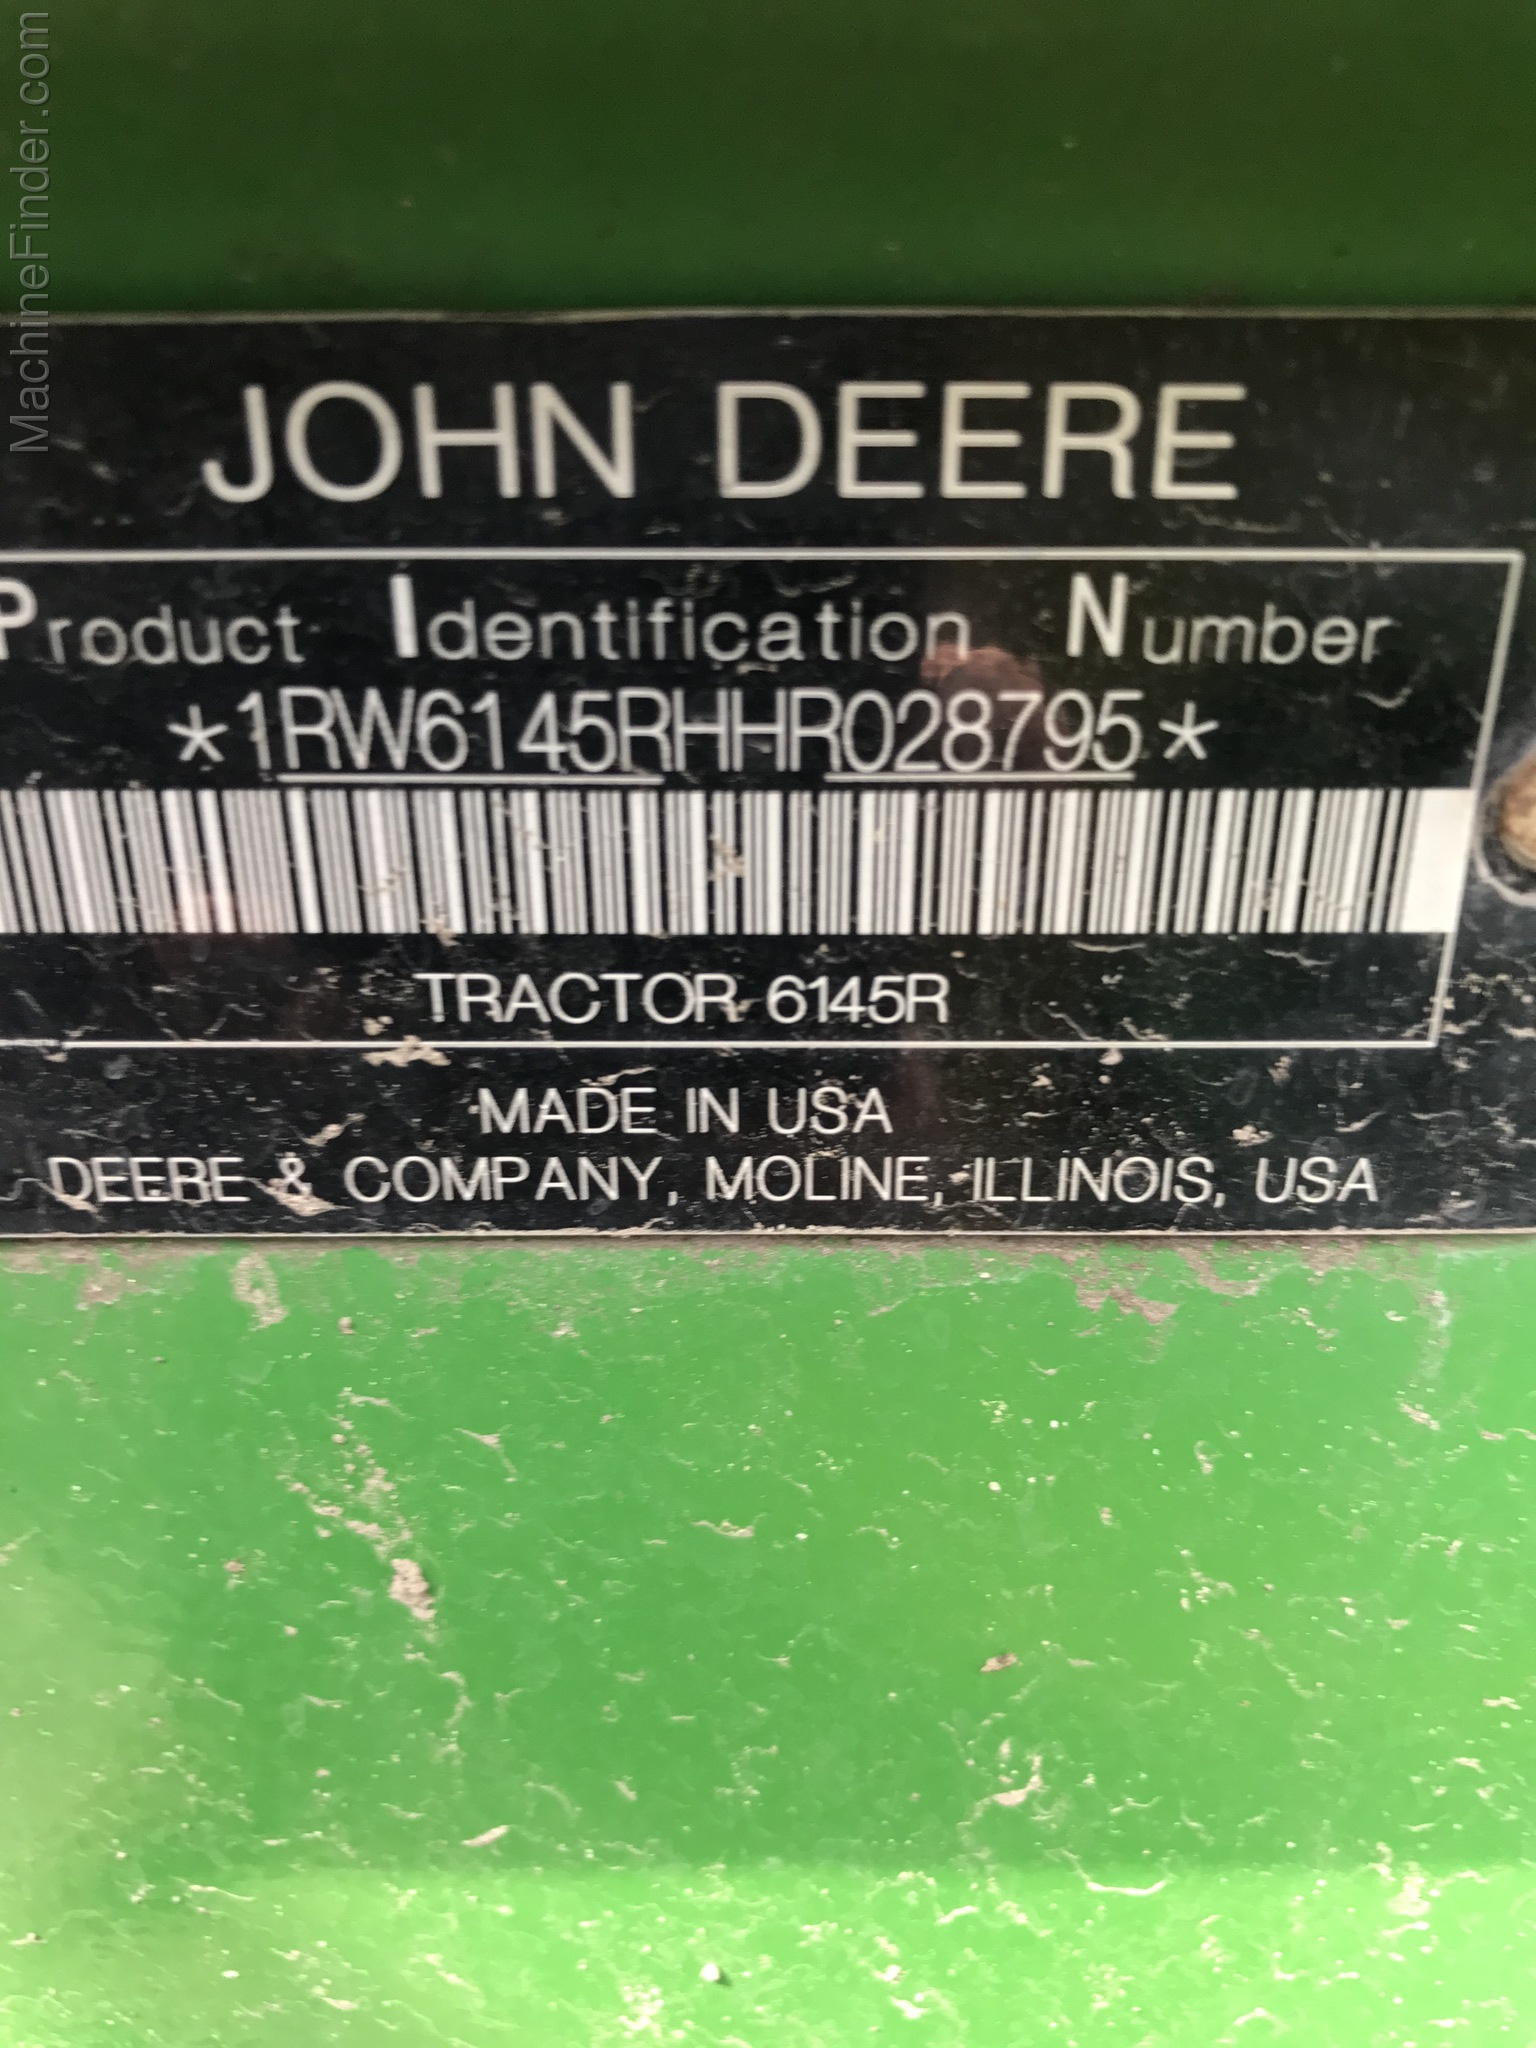 MachineFinder.com
JOHN DEERE
Product Identification Number
*1RW6145RHHR028795*
TRACTOR 6145R
MADE IN USA
DEERE & COMPANY, MOLINE, ILLINOIS, USA